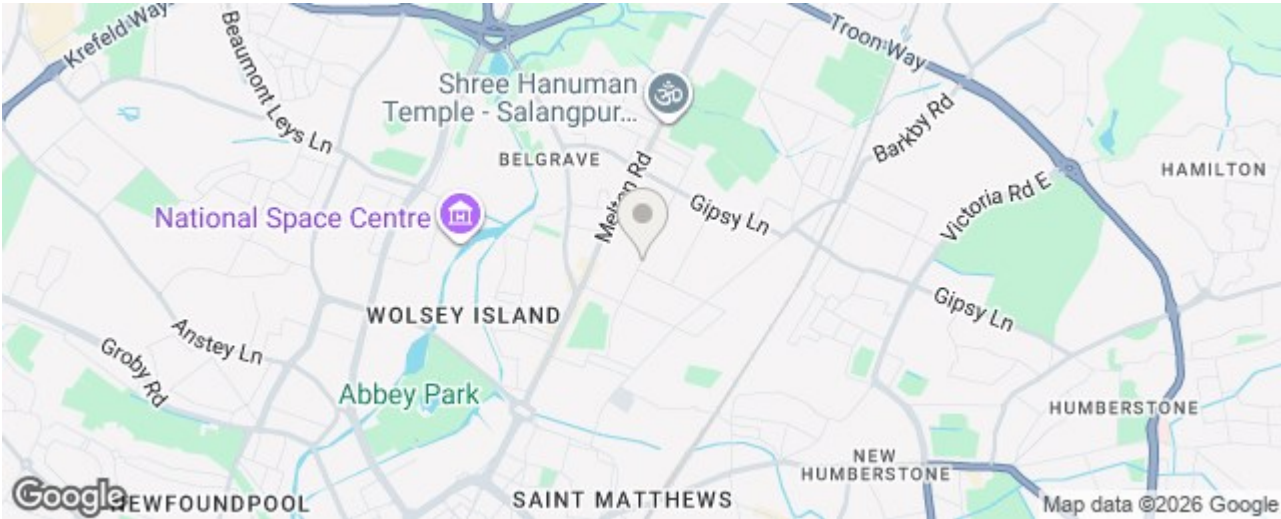 Krefeld Way
Beaumont Leys Ln
Troon Way
Shree Hanuman
Temple - Salangpur...
Barkby Rd
BELGRAVE
Melton Rd
HAMILTON
Gipsy Ln
Victoria Rd E
National Space Centre
WOLSEY ISLAND
Gipsy Ln
Anstey Ln
Groby Rd
Abbey Park
HUMBERSTONE
NEW
HUMBERSTONE
SAINT MATTHEWS
Google
EWFOUNDPOOL
Map data ©2026 Google